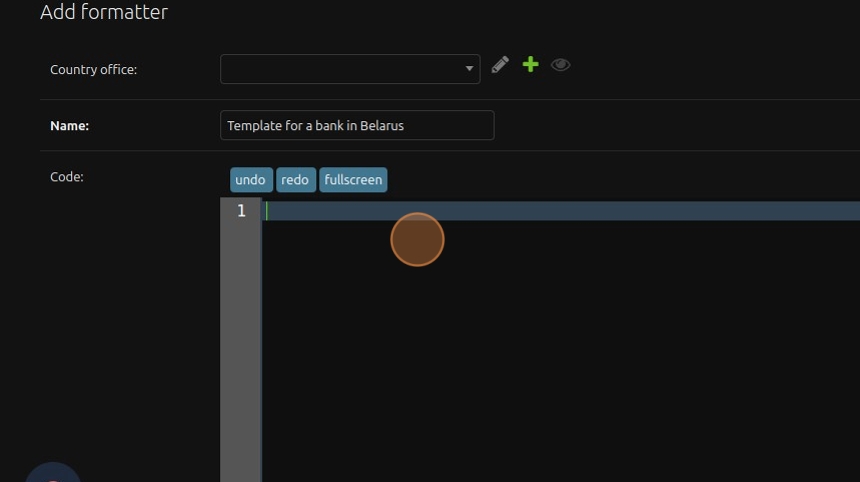 Add formatter
Country office:
Name:
Template for a bank in Belarus
Code:
undo redo fullscreen
1